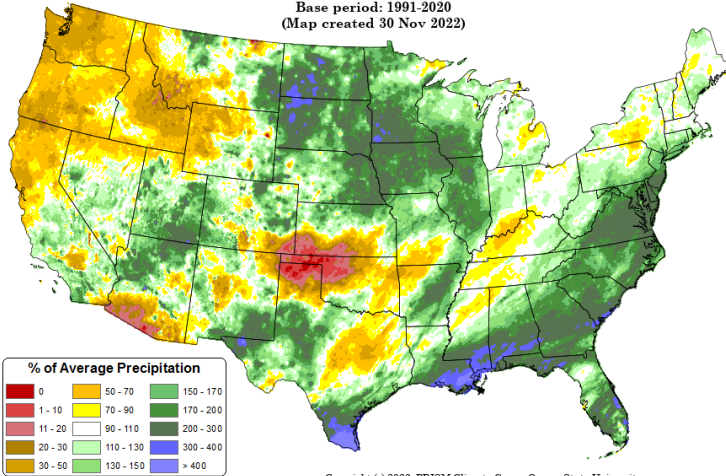 Base period: 1991-2020
(Map created 30 Nov 2022)
% of Average Precipitation
0
1 - 10
11 - 20
20 - 30
30 - 50
50 - 70
70 - 90
90 - 110
110 - 130
130 - 150
150 - 170
170 - 200
200 - 300
300 - 400
> 400